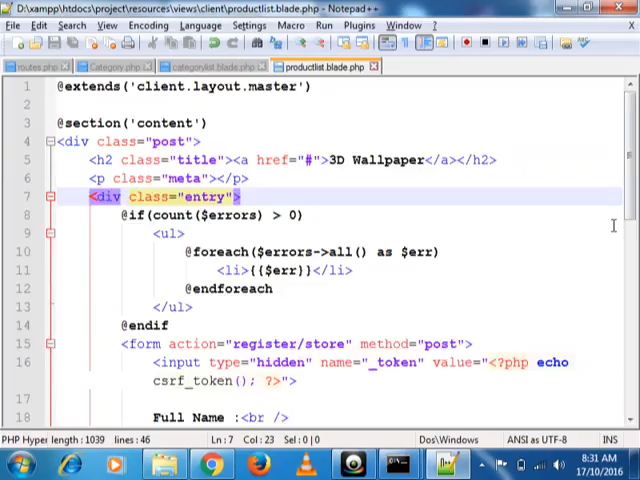 D:\xampp\htdocs\project\resources\views\client\productlist.blade.php - Notepad++
File Edit Search View Encoding Language Settings Macro Run Plugins Window ? X
routes.php Category.php categorylist.blade.php productlist.blade.php
1 @extends('client.layout.master')
2
3 @section('content')
4 <div class="post">
5 <h2 class="title"><a href="#">3D Wallpaper</a></h2>
6 <p class="meta"></p>
7 <div class="entry">
8 @if(count($errors) > 0)
9 <ul>
10 @foreach($errors->all() as $err)
11 <li>{{$err}}</li>
12 @endforeach
13 </ul>
14 @endif
15 <form action="register/store" method="post">
16 <input type="hidden" name="_token" value="<?php echo
csrf_token(); ?>">
17
18 Full Name :<br />
PHP Hyper length : 1039 lines : 46 Ln : 7 Col : 23 Sel : 0 | 0 Dos\Windows ANSI as UTF-8 INS
8:31 AM
17/10/2016